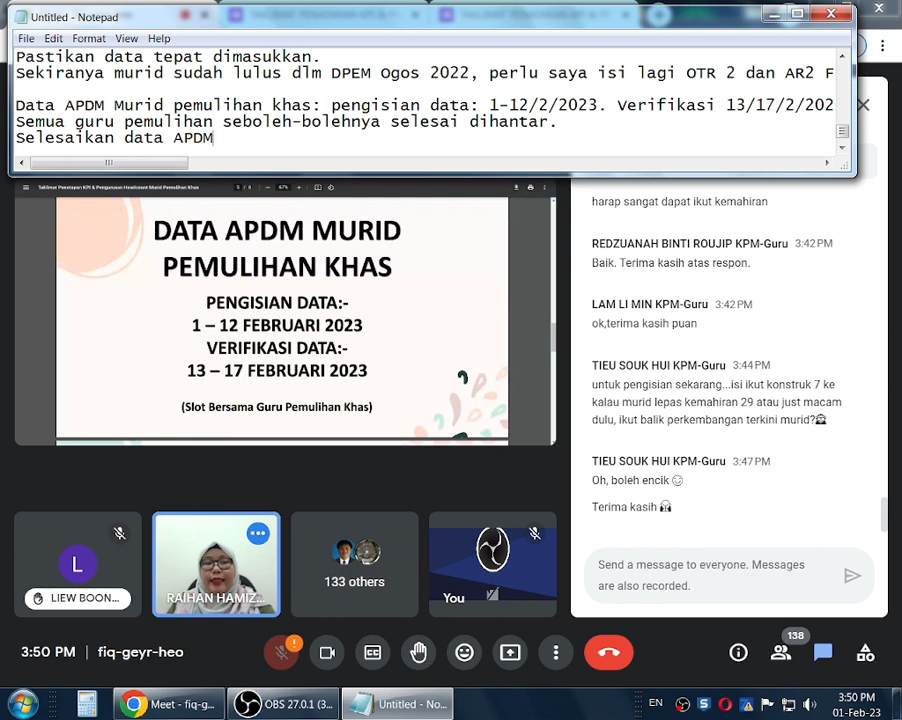 Untitled - Notepad
File Edit Format View Help
Pastikan data tepat dimasukkan.
Sekiranya murid sudah lulus dlm DPEM Ogos 2022, perlu saya isi lagi OTR 2 dan AR2 F
Data APDM Murid pemulihan khas: pengisian data: 1-12/2/2023. Verifikasi 13/17/2/202
Semua guru pemulihan seboleh-bolehnya selesai dihantar.
Selesaikan data APDM
Taklimat Penetapan KPI & Pengurusan Headcount Murid Pemulihan Khas
67%
DATA APDM MURID
PEMULIHAN KHAS
PENGISIAN DATA:-
1 – 12 FEBRUARI 2023
VERIFIKASI DATA:-
13 – 17 FEBRUARI 2023
(Slot Bersama Guru Pemulihan Khas)
harap sangat dapat ikut kemahiran
REDZUANAH BINTI ROUJIP KPM-Guru 3:42 PM
Baik. Terima kasih atas respon.
LAM LI MIN KPM-Guru 3:42 PM
ok,terima kasih puan
TIEU SOUK HUI KPM-Guru 3:44 PM
untuk pengisian sekarang...isi ikut konstruk 7 ke
kalau murid lepas kemahiran 29 atau just macam
dulu, ikut balik perkembangan terkini murid?
TIEU SOUK HUI KPM-Guru 3:47 PM
Oh, boleh encik
Terima kasih
Send a message to everyone. Messages
are also recorded.
L
LIEW BOON...
RAIHAN HAMIZ...
133 others
You
3:50 PM | fiq-geyr-heo
138
Meet - fiq-g...
OBS 27.0.1 (3...
Untitled - No...
EN
3:50 PM
01-Feb-23